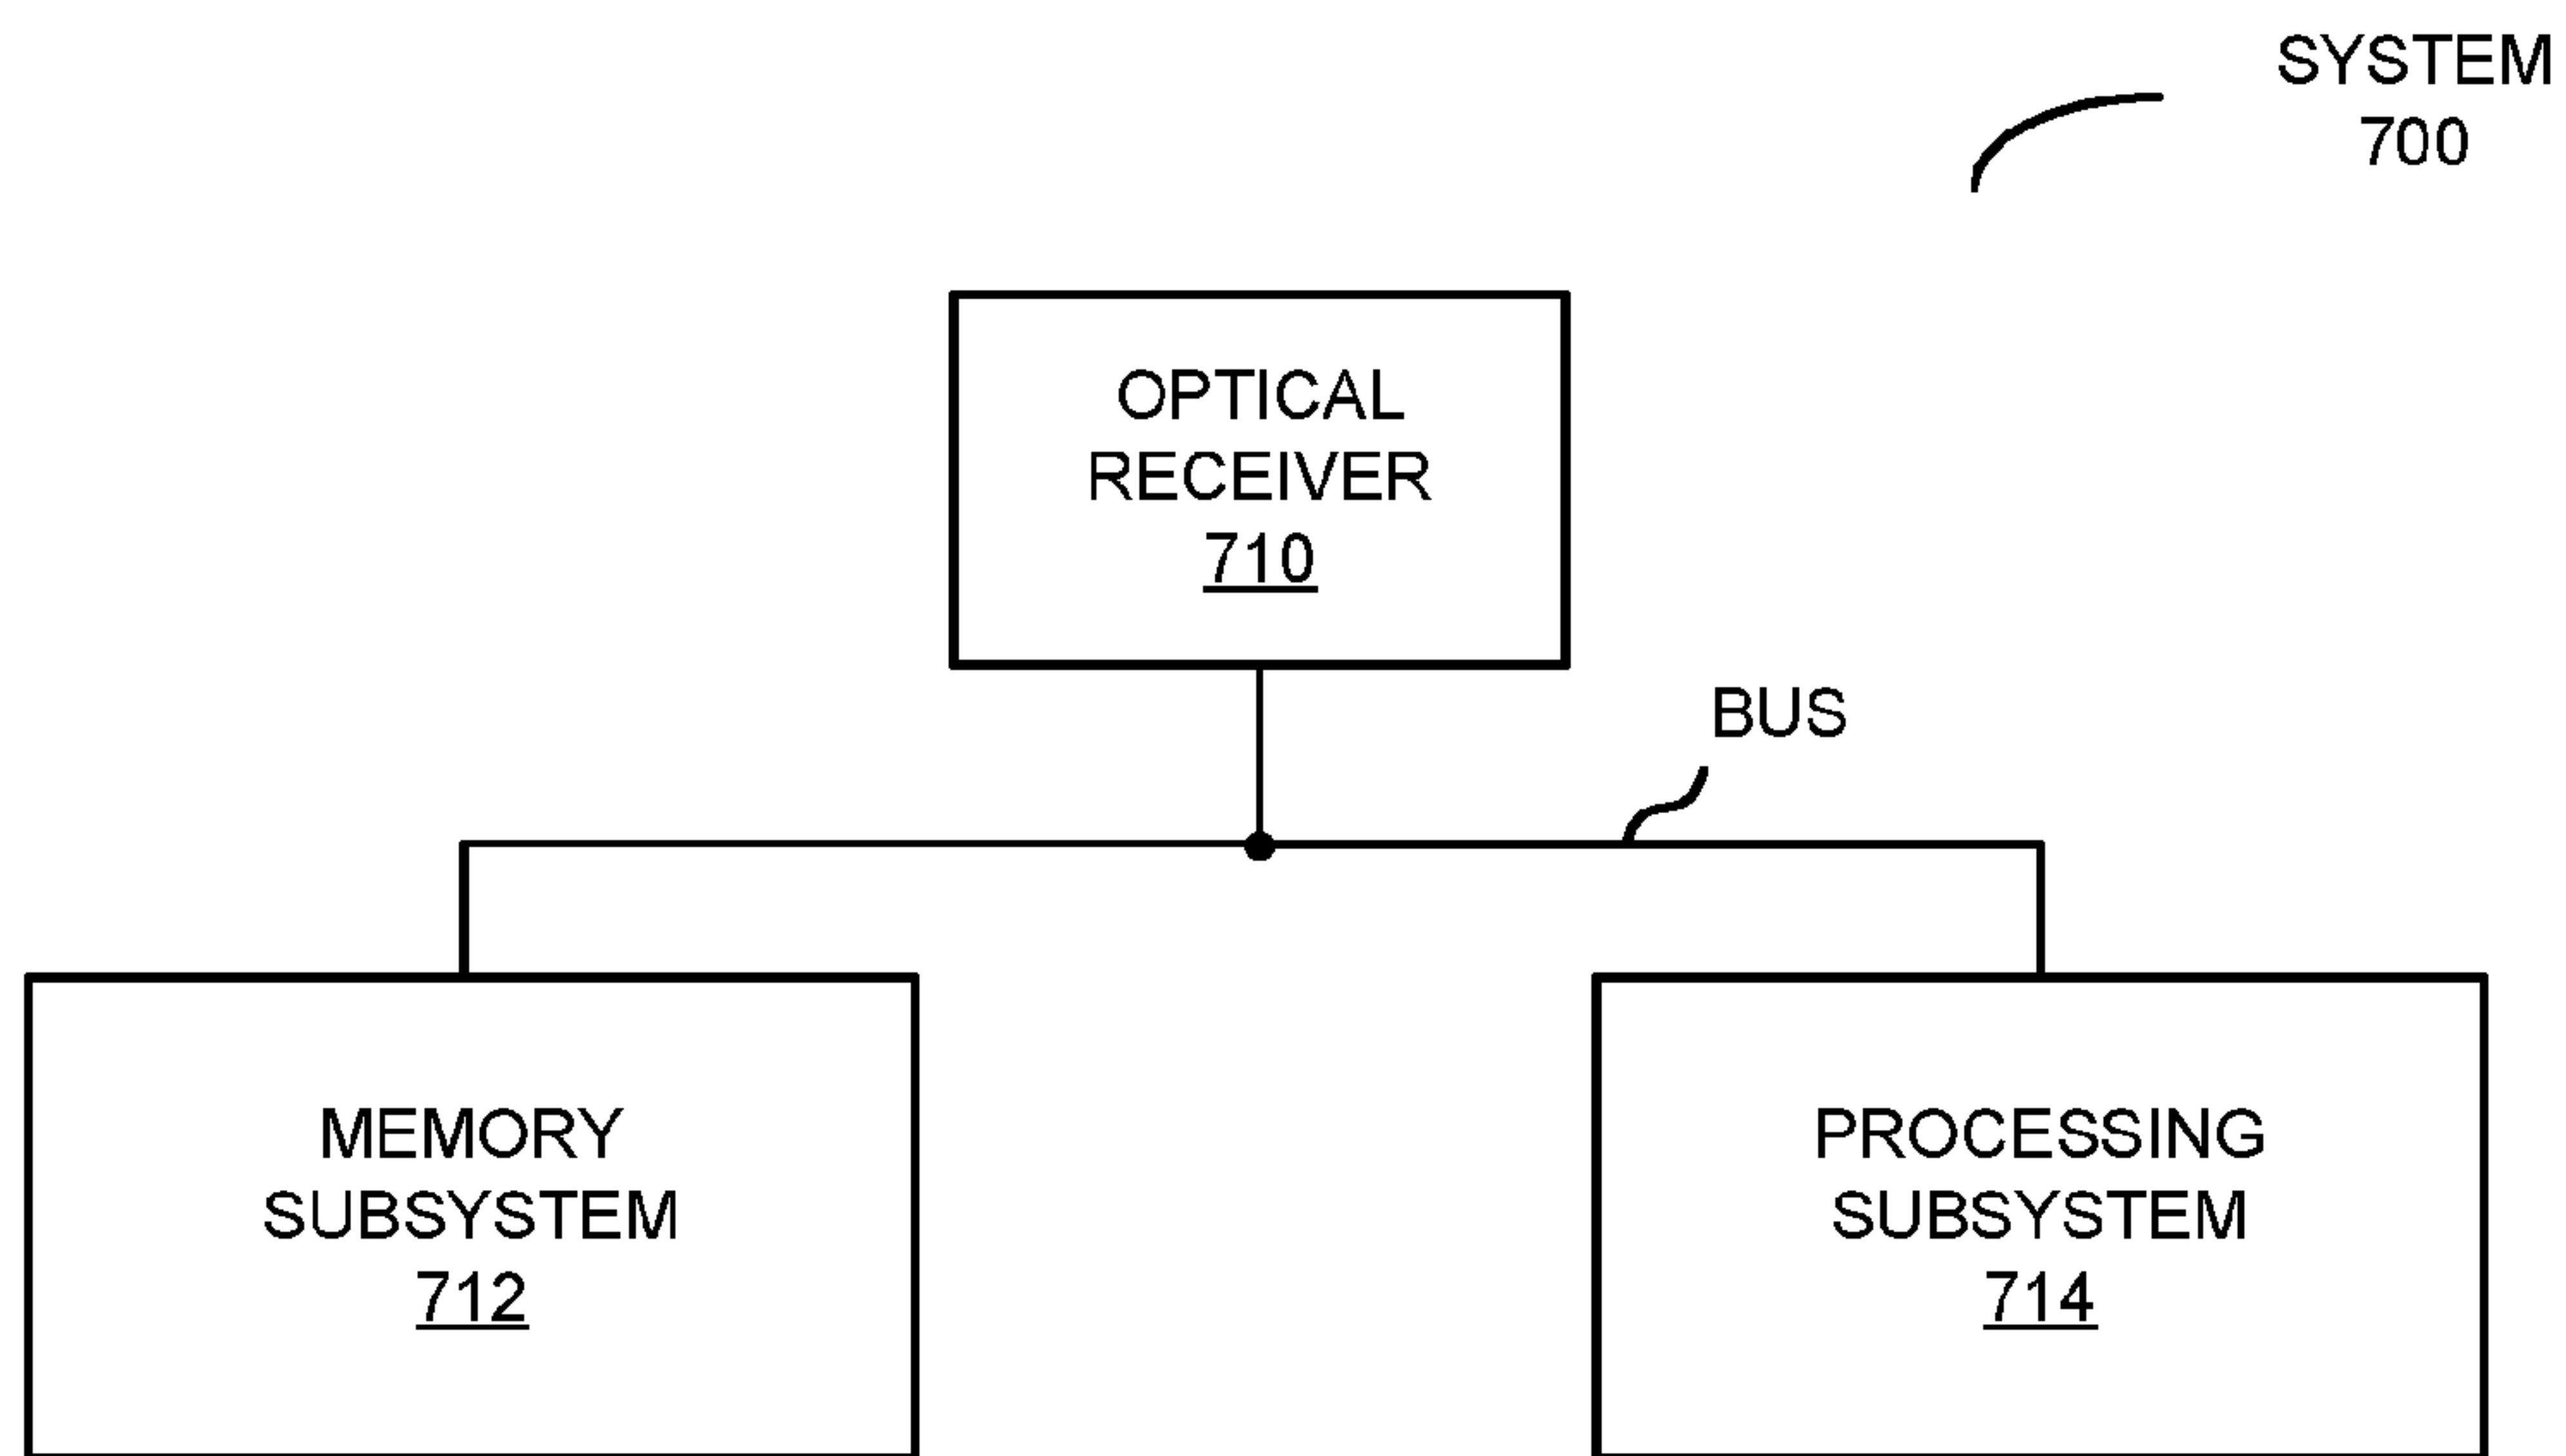 SYSTEM
700
OPTICAL
RECEIVER
710
BUS
MEMORY
SUBSYSTEM
712
PROCESSING
SUBSYSTEM
714